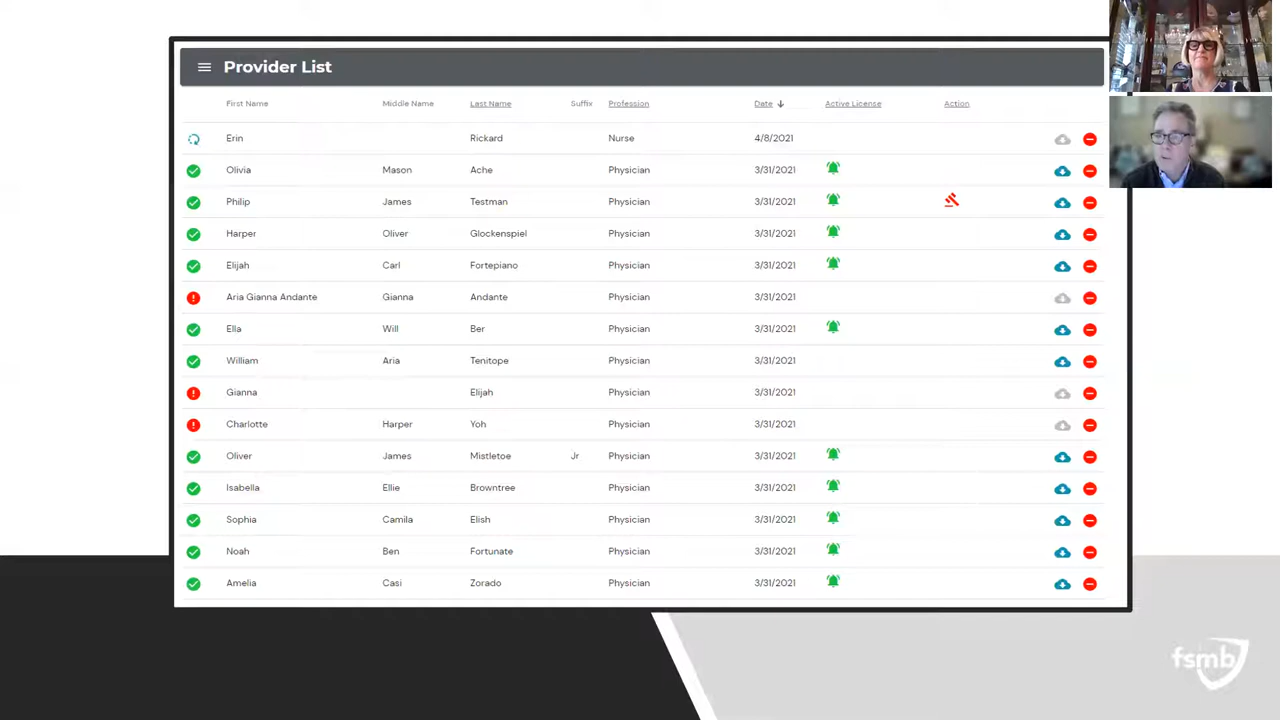 Provider List
First Name Middle Name Last Name Suffix Profession Date Active License Action
Erin Rickard Nurse 4/8/2021
Olivia Mason Ache Physician 3/31/2021
Philip James Testman Physician 3/31/2021
Harper Oliver Glockenspiel Physician 3/31/2021
Elijah Carl Fortepiano Physician 3/31/2021
Aria Gianna Andante Gianna Andante Physician 3/31/2021
Ella Will Ber Physician 3/31/2021
William Aria Tenitope Physician 3/31/2021
Gianna Elijah Physician 3/31/2021
Charlotte Harper Yoh Physician 3/31/2021
Oliver James Mistletoe Jr Physician 3/31/2021
Isabella Ellie Browntree Physician 3/31/2021
Sophia Camila Elish Physician 3/31/2021
Noah Ben Fortunate Physician 3/31/2021
Amelia Casi Zorado Physician 3/31/2021
fsmb